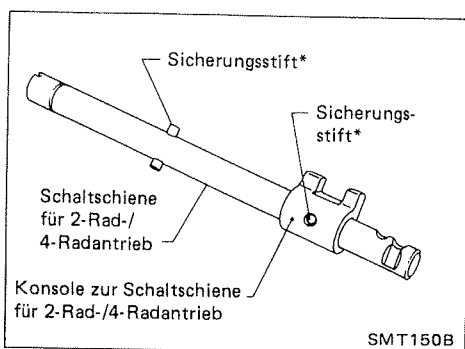 Sicherungsstift*
Sicherungs-
stift*
Schaltschiene
für 2-Rad-/
4-Radantrieb
Konsole zur Schaltschiene
für 2-Rad-/4-Radantrieb
SMT150B